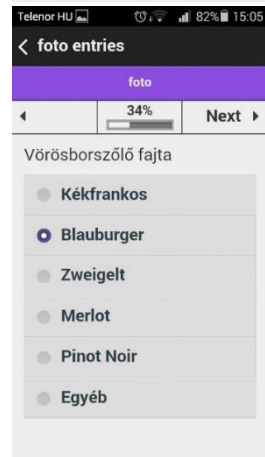 Telenor HU 82% 15:05
foto entries
foto
34% Next
Vörösborszőlő fajta
Kékfrankos
Blauburger
Zweigelt
Merlot
Pinot Noir
Egyéb